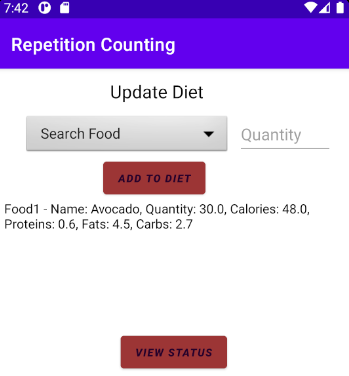 7:42
Repetition Counting
Update Diet
Search Food
Quantity
ADD TO DIET
Food1 - Name: Avocado, Quantity: 30.0, Calories: 48.0,
Proteins: 0.6, Fats: 4.5, Carbs: 2.7
VIEW STATUS